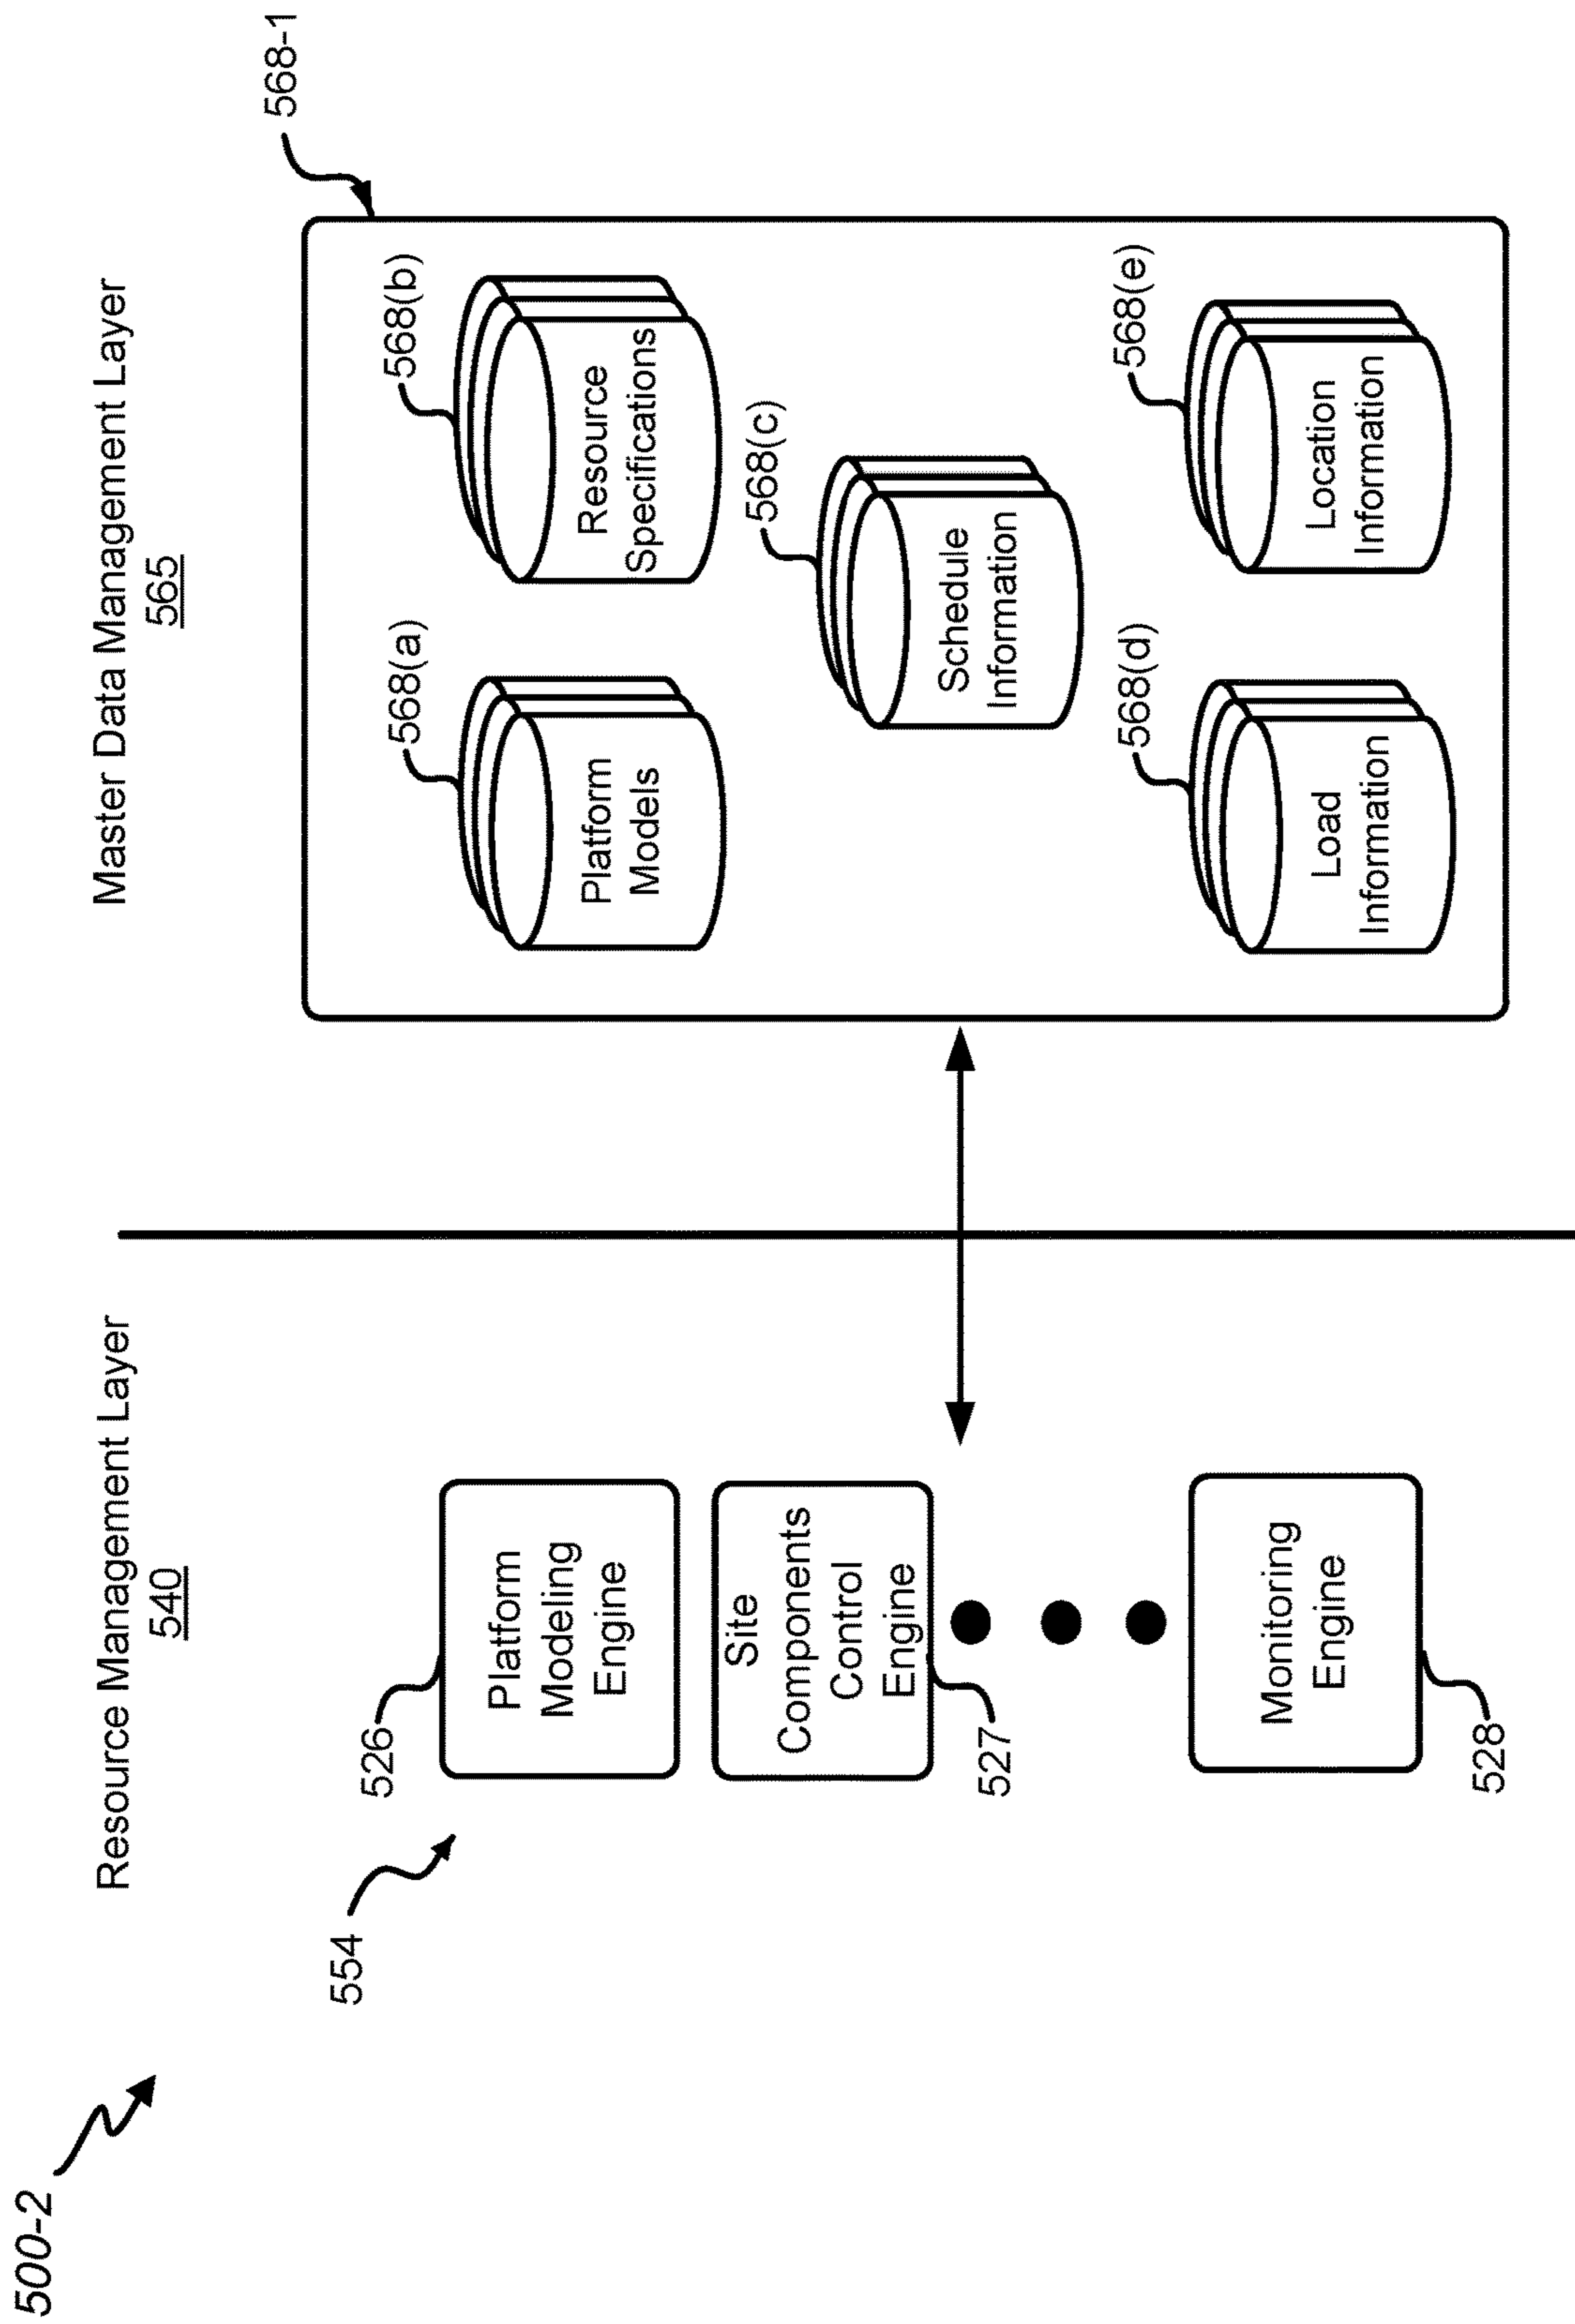 500-2
Resource Management Layer
540
554
526
Platform
Modeling
Engine
Site
Components
Control
Engine
527
Monitoring
Engine
528
Master Data Management Layer
565
568-1
568(a)
Platform
Models
568(b)
Resource
Specifications
568(c)
Schedule
Information
568(d)
Load
Information
568(e)
Location
Information